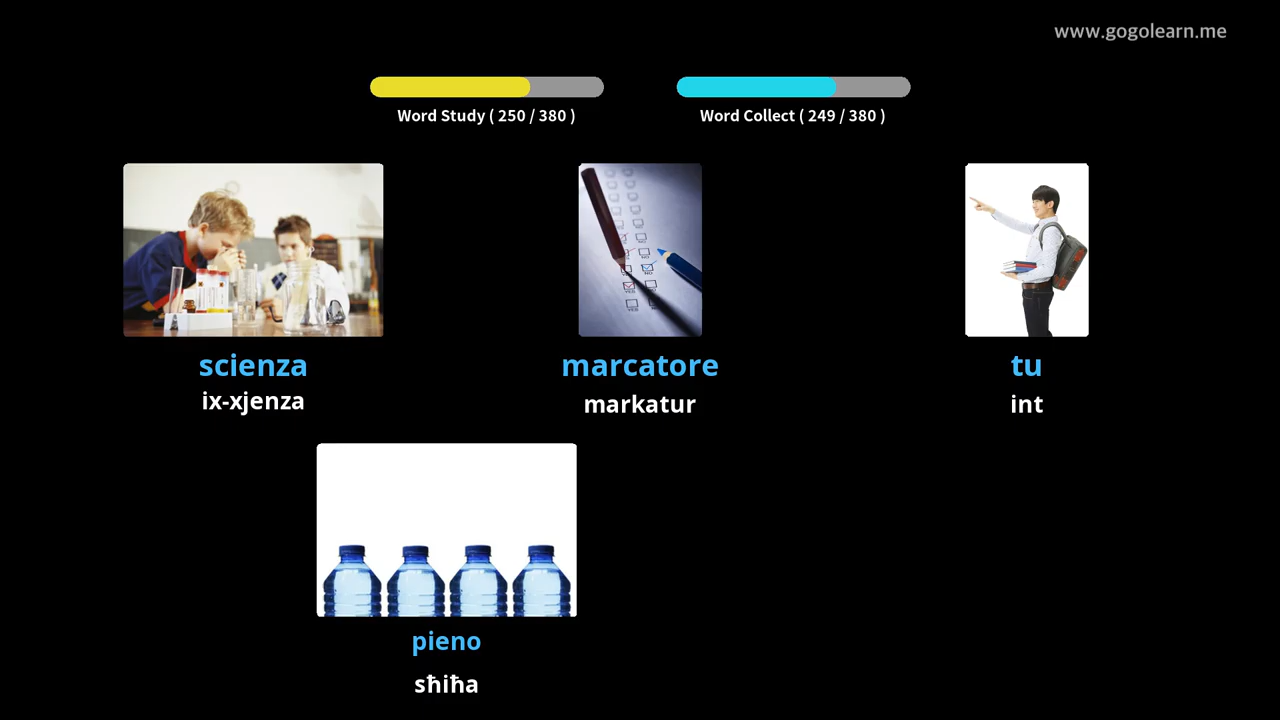 www.gogolearn.me
Word Study ( 250 / 380 )
Word Collect ( 249 / 380 )
scienza
ix-xjenza
marcatore
markatur
tu
int
pieno
sħiħa